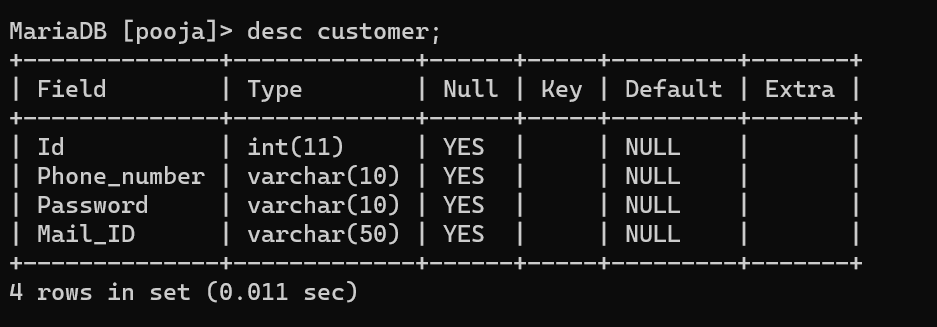 MariaDB [pooja]> desc customer;
+--------------+-------------+------+-----+---------+-------+
| Field        | Type        | Null | Key | Default | Extra |
+--------------+-------------+------+-----+---------+-------+
| Id           | int(11)     | YES  |     | NULL    |       |
| Phone_number | varchar(10) | YES  |     | NULL    |       |
| Password     | varchar(10) | YES  |     | NULL    |       |
| Mail_ID      | varchar(50) | YES  |     | NULL    |       |
+--------------+-------------+------+-----+---------+-------+
4 rows in set (0.011 sec)